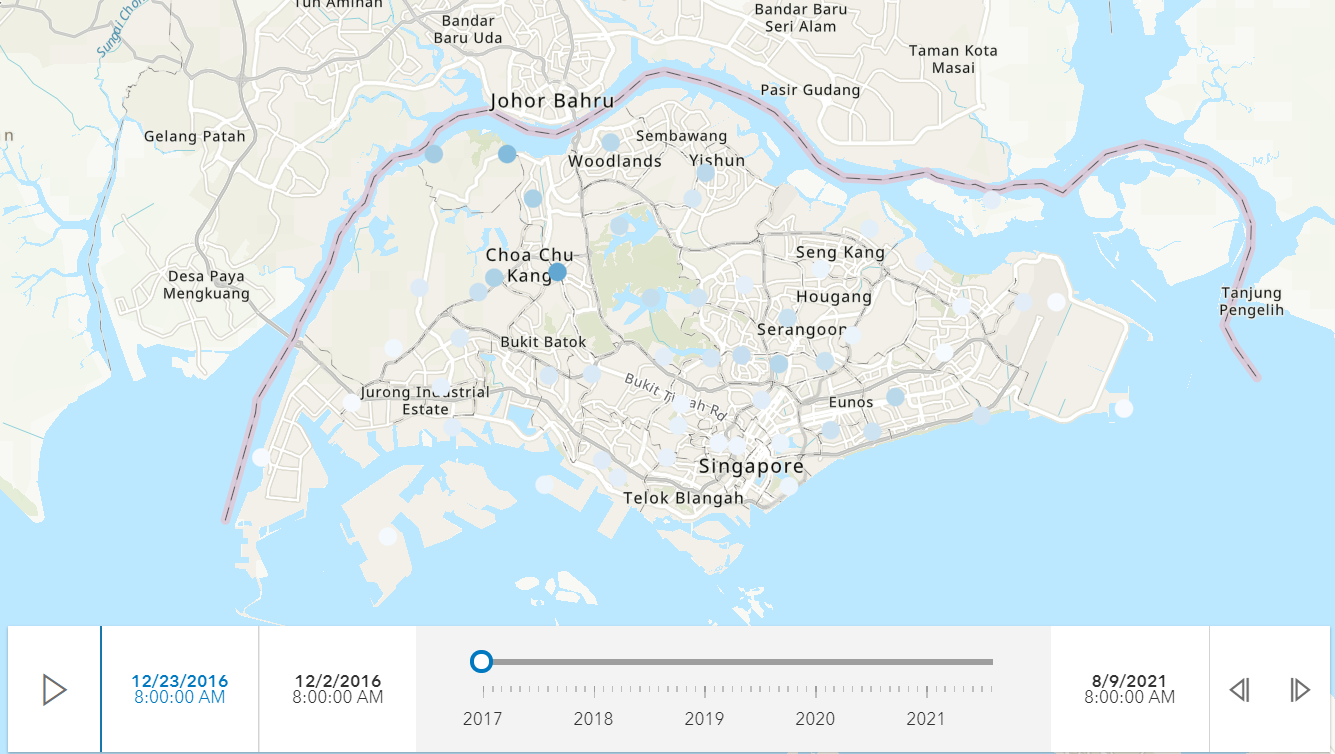 Tun Aminah
Sungai
Bandar
Baru Uda
Bandar Baru
Seri Alam
Taman Kota
Masai
Pasir Gudang
Johor Bahru
Gelang Patah
n
Sembawang
Woodlands
Yishun
Choa Chu
Kang
Seng Kang
Desa Paya
Mengkuang
Hougang
Tanjung
Pengelih
Serangoon
Bukit Batok
Bukit Ti ah Rd
Jurong Industrial
Estate
Eunos
Singapore
Telok Blangah
12/23/2016
8:00:00 AM
12/2/2016
8:00:00 AM
2017
2018
2019
2020
2021
8/9/2021
8:00:00 AM